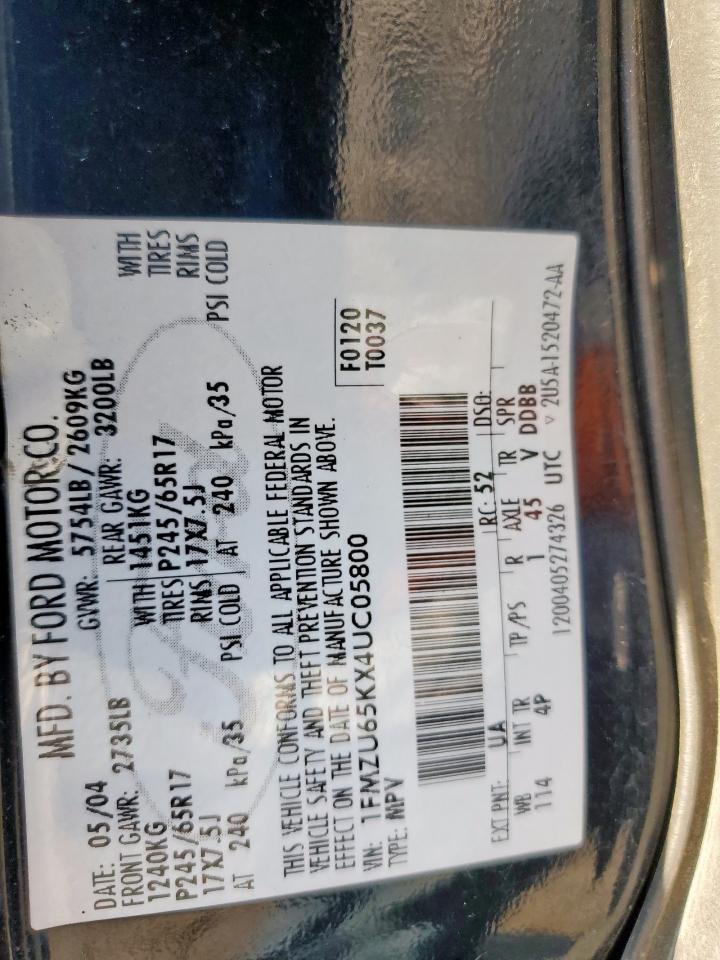 MFD. BY FORD MOTOR CO.
DATE: 05/04 GVWR: 5754LB / 2609KG
FRONT GAWR: 2735LB REAR GAWR: 3200LB
1240KG WITH 1451KG WITH
P245/65R17 TIRES P245/65R17 TIRES
17X7.5J RIMS 17X7.5J RIMS
AT 240 kPa/35 PSI COLD AT 240 kPa/35 PSI COLD
THIS VEHICLE CONFORMS TO ALL APPLICABLE FEDERAL MOTOR
VEHICLE SAFETY AND THEFT PREVENTION STANDARDS IN
EFFECT ON THE DATE OF MANUFACTURE SHOWN ABOVE.
VIN: 1FMZU65KX4UC05800 F0120
TYPE: MPV T0037
EXT PNT: UA RC: 52 DSO:
WB INT TR TP/PS R AXLE TR SPR
114 4P 1 45 V DDBB
1200405274326 UTC ▽ 2U5A-1520472-AA